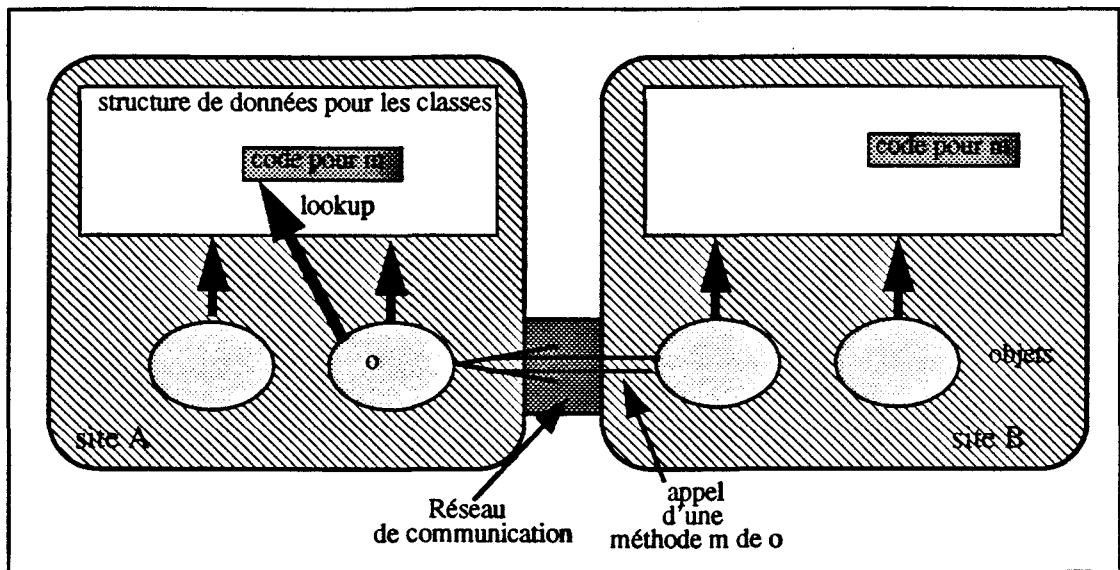 structure de données pour les classes
code pour m
lookup
o
site A
code pour m
objets
site B
Réseau
de communication
appel
d'une
méthode m de o